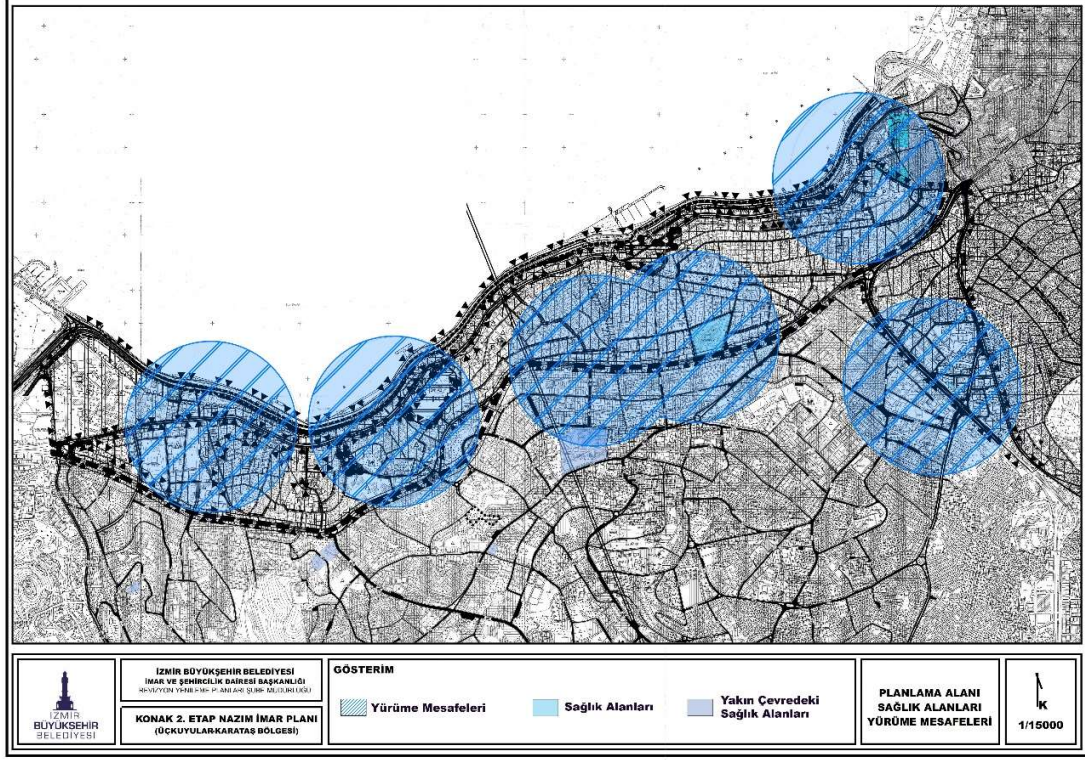 İZMİR
BÜYÜKŞEHİR
BELEDİYESİ
İZMİR BÜYÜKŞEHİR BELEDİYESİ
İMAR VE ŞEHİRCİLİK DAİRESİ BAŞKANLIĞI
REVİZYON YENİLEME PLANLARI ŞUBE MÜDÜRLÜĞÜ
KONAK 2. ETAP NAZIM İMAR PLANI
(ÜÇKUYULAR-KARATAŞ BÖLGESİ)
GÖSTERİM
Yürüme Mesafeleri
Sağlık Alanları
Yakın Çevredeki
Sağlık Alanları
PLANLAMA ALANI
SAĞLIK ALANLARI
YÜRÜME MESAFELERİ
K
1/15000